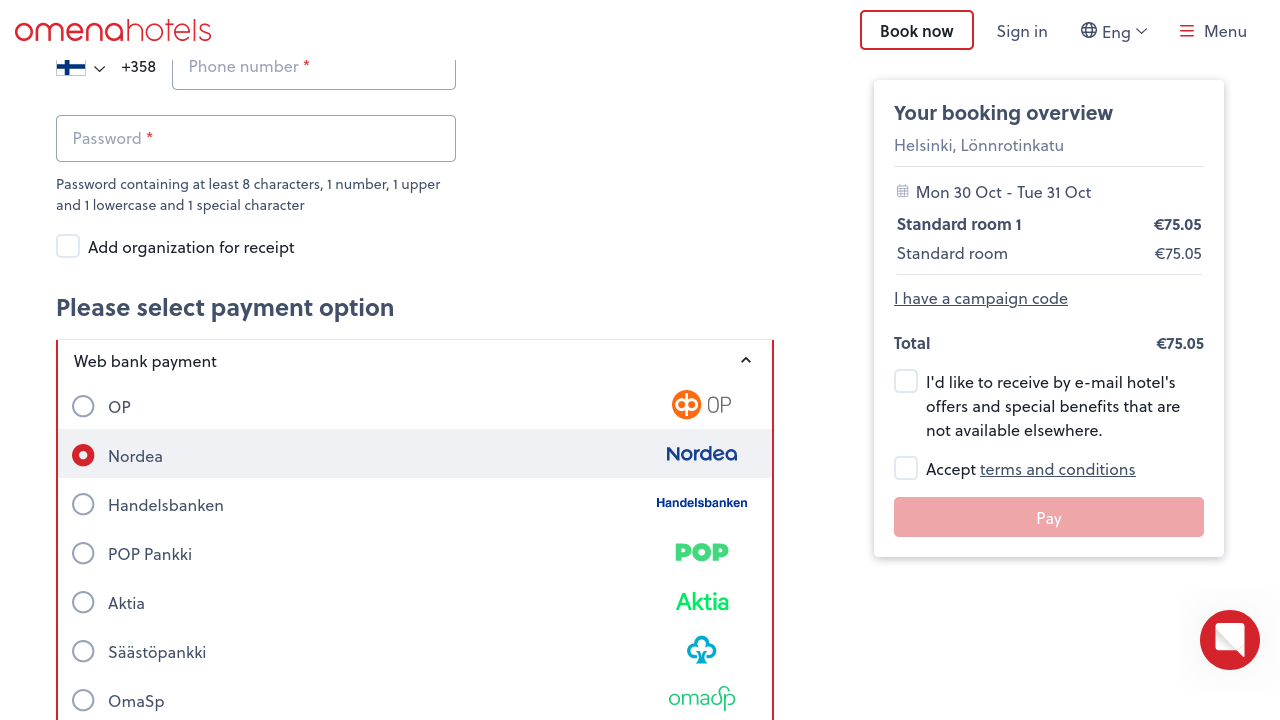 omenahotels
Book now
Sign in
Eng
Menu
+358
Phone number *
Password *
Password containing at least 8 characters, 1 number, 1 upper
and 1 lowercase and 1 special character
Add organization for receipt
Please select payment option
Web bank payment
OP
OP
Nordea
Nordea
Handelsbanken
Handelsbanken
POP Pankki
POP
Aktia
Aktia
Säästöpankki
OmaSp
omasp
Your booking overview
Helsinki, Lönnrotinkatu
Mon 30 Oct - Tue 31 Oct
Standard room 1 €75.05
Standard room €75.05
I have a campaign code
Total €75.05
I'd like to receive by e-mail hotel's
offers and special benefits that are
not available elsewhere.
Accept terms and conditions
Pay